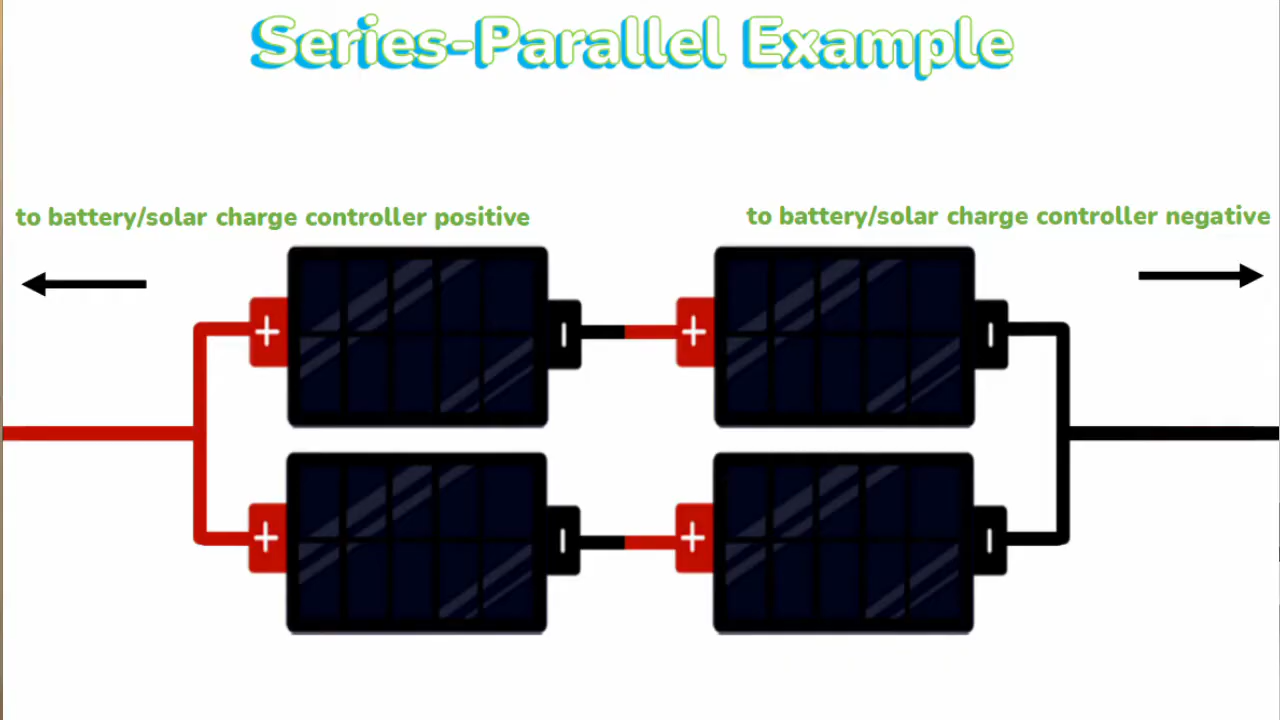 Series-Parallel Example
to battery/solar charge controller positive
to battery/solar charge controller negative
+
+
+
+